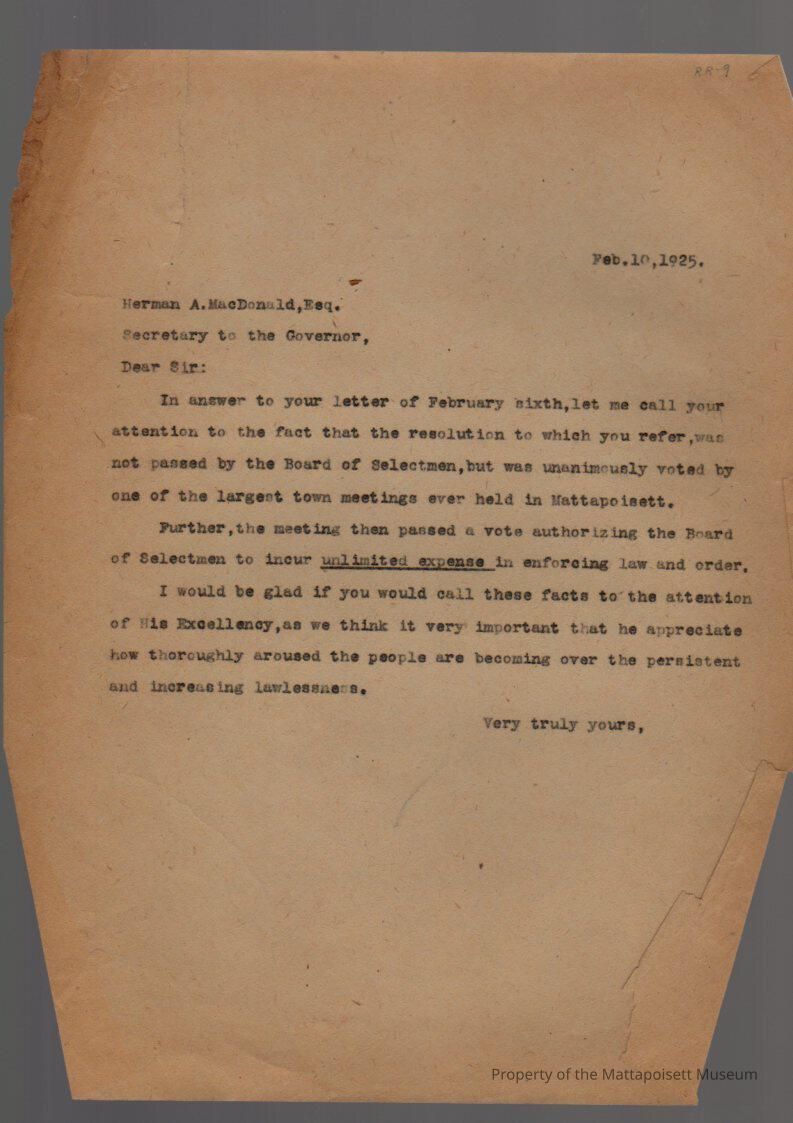 RR-9
Feb.10,1925.
Herman A.MacDonald,Esq.
Secretary to the Governor,
Dear Sir:
In answer to your letter of February sixth,let me call your
attention to the fact that the resolution to which you refer,was
not passed by the Board of Selectmen,but was unanimously voted by
one of the largest town meetings ever held in Mattapoisett.
Further,the meeting then passed a vote authorizing the Board
of Selectmen to incur unlimited expense in enforcing law and order.
I would be glad if you would call these facts to the attention
of His Excellency,as we think it very important that he appreciate
how thoroughly aroused the people are becoming over the persistent
and increasing lawlessness.
Very truly yours,
Property of the Mattapoisett Museum